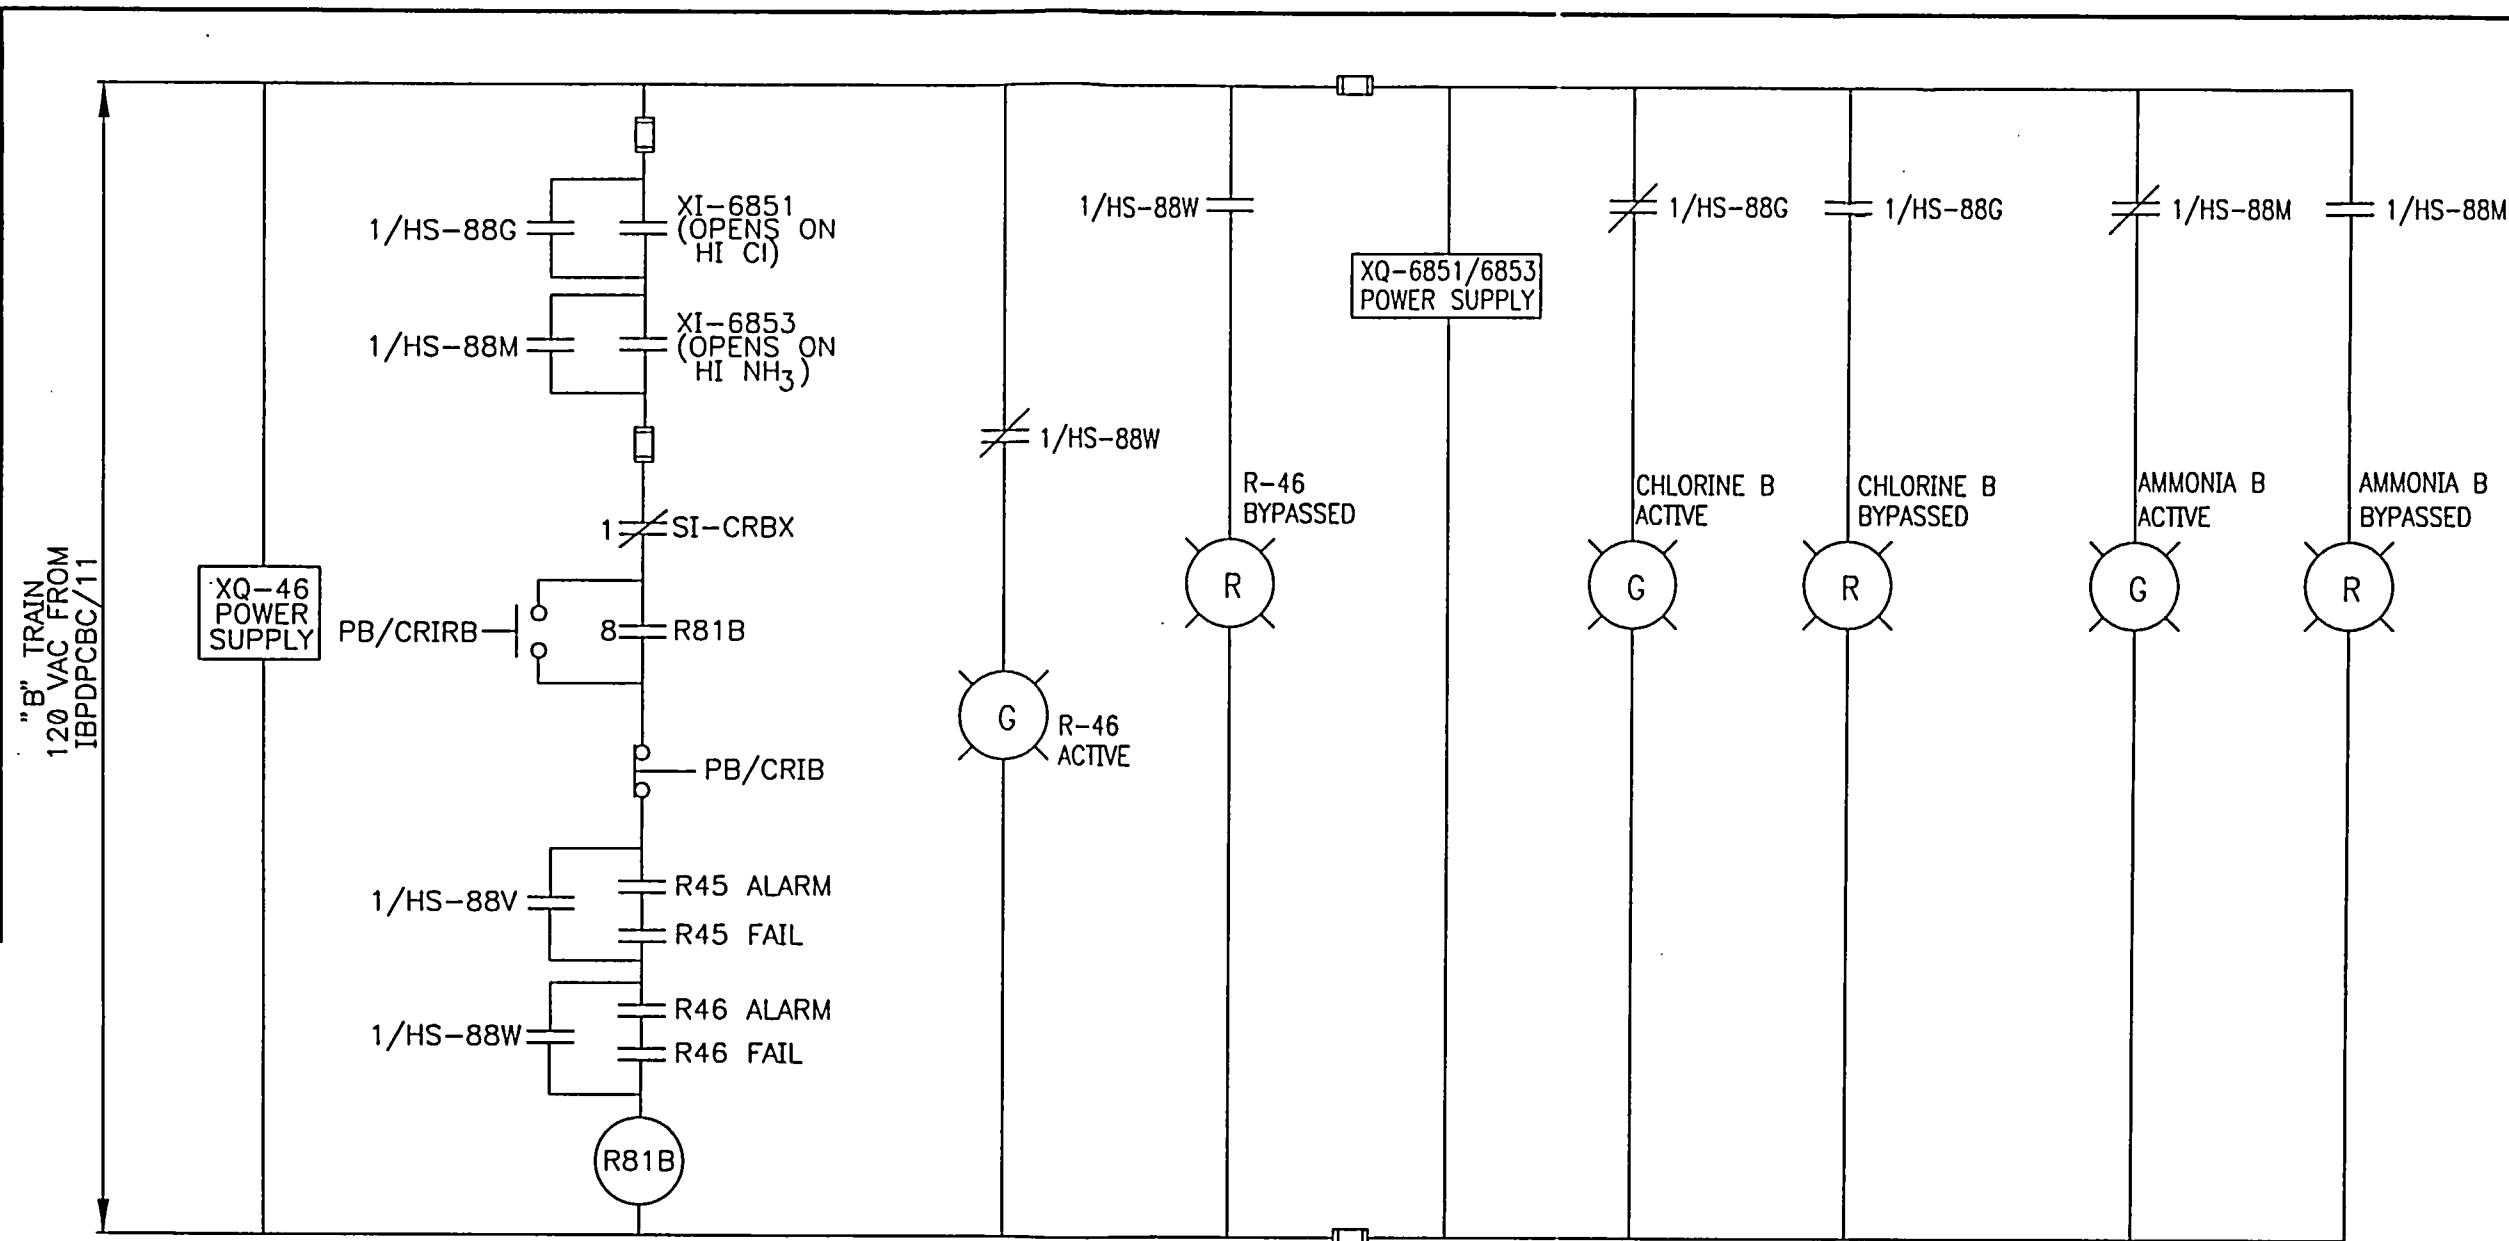 "B" TRAIN
120 VAC FROM
IBPDPCBC/11
XQ-46
POWER
SUPPLY
1/HS-88G
XI-6851
(OPENS ON
HI Cl)
1/HS-88M
XI-6853
(OPENS ON
HI NH3)
1
SI-CRBX
PB/CRIRB
8
R81B
PB/CRIB
1/HS-88V
R45 ALARM
R45 FAIL
1/HS-88W
R46 ALARM
R46 FAIL
R81B
1/HS-88W
G
R-46
ACTIVE
1/HS-88W
R-46
BYPASSED
R
XQ-6851/6853
POWER SUPPLY
1/HS-88G
CHLORINE B
ACTIVE
G
1/HS-88G
CHLORINE B
BYPASSED
R
1/HS-88M
AMMONIA B
ACTIVE
G
1/HS-88M
AMMONIA B
BYPASSED
R